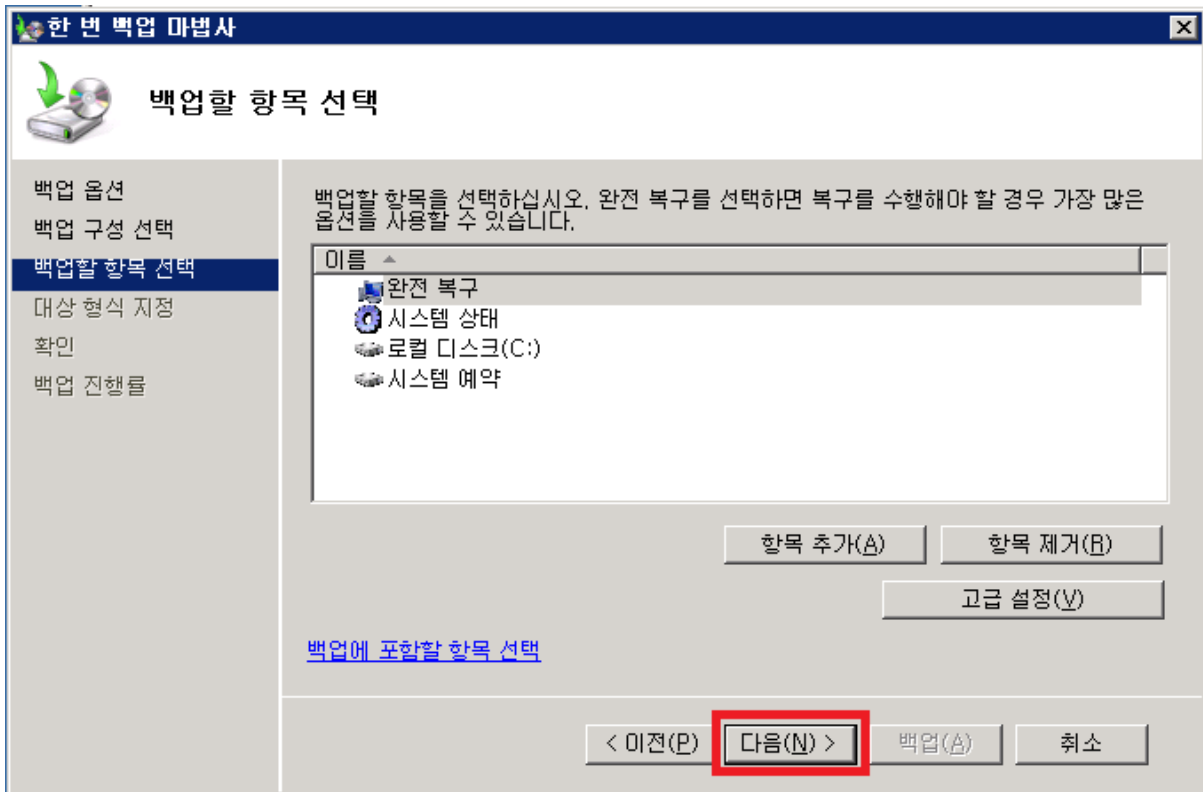 한 번 백업 마법사
백업할 항목 선택
백업 옵션
백업 구성 선택
백업할 항목 선택
대상 형식 지정
확인
백업 진행률
백업할 항목을 선택하십시오. 완전 복구를 선택하면 복구를 수행해야 할 경우 가장 많은
옵션를 사용할 수 있습니다.
이름
완전 복구
시스템 상태
로컬 디스크(C:)
시스템 예약
항목 추가(A)
항목 제거(R)
고급 설정(V)
백업에 포함할 항목 선택
< 이전(P)
다음(N) >
백업(A)
취소